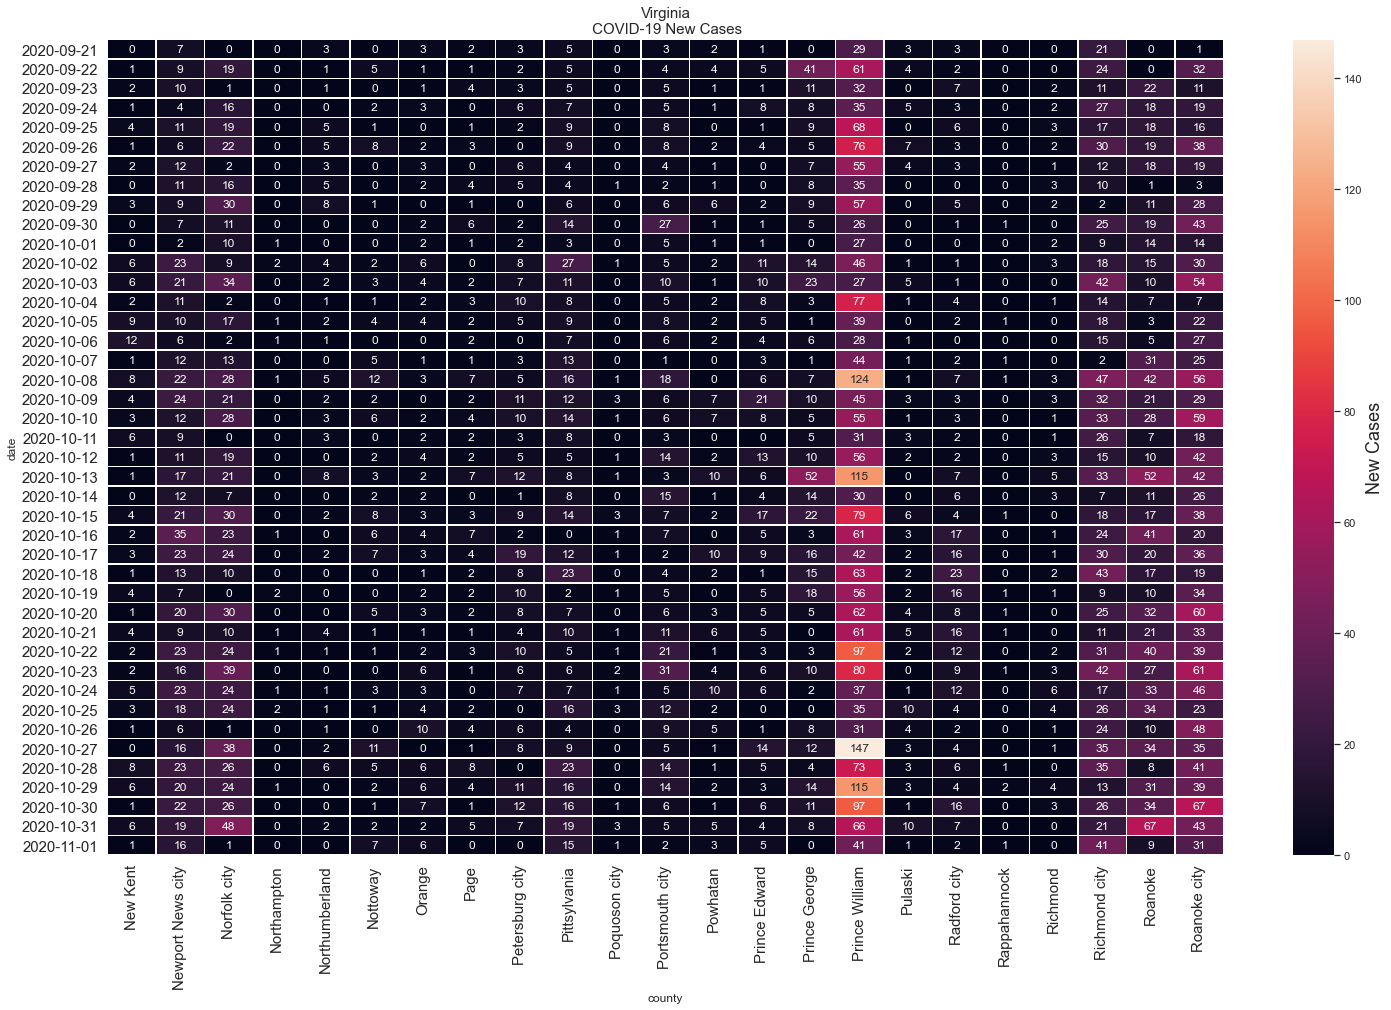 Virginia
COVID-19 New Cases
2020-09-21 0 7 0 0 3 0 3 2 3 5 0 3 2 1 0 29 3 3 0 0 21 0 1
2020-09-22 1 9 19 0 1 5 1 1 2 5 0 4 4 5 41 61 4 2 0 0 24 0 32
2020-09-23 2 10 1 0 1 0 1 4 3 5 0 5 1 1 11 32 0 7 0 2 11 22 11
2020-09-24 1 4 16 0 0 2 3 0 6 7 0 5 1 8 8 35 5 3 0 2 27 18 19
2020-09-25 4 11 19 0 5 1 0 1 2 9 0 8 0 1 9 68 0 6 0 3 17 18 16
2020-09-26 1 6 22 0 5 8 2 3 0 9 0 8 2 4 5 76 7 3 0 2 30 19 38
2020-09-27 2 12 2 0 3 0 3 0 6 4 0 4 1 0 7 55 4 3 0 1 12 18 19
2020-09-28 0 11 16 0 5 0 2 4 5 4 1 2 1 0 8 35 0 0 0 3 10 1 3
2020-09-29 3 9 30 0 8 1 0 1 0 6 0 6 6 2 9 57 0 5 0 2 2 11 28
2020-09-30 0 7 11 0 0 0 2 6 2 14 0 27 1 1 5 26 0 1 1 0 25 19 43
2020-10-01 0 2 10 1 0 0 2 1 2 3 0 5 1 1 0 27 0 0 0 2 9 14 14
2020-10-02 6 23 9 2 4 2 6 0 8 27 1 5 2 11 14 46 1 1 0 3 18 15 30
2020-10-03 6 21 34 0 2 3 4 2 7 11 0 10 1 10 23 27 5 1 0 0 42 10 54
2020-10-04 2 11 2 0 1 1 2 3 10 8 0 5 2 8 3 77 1 4 0 1 14 7 7
2020-10-05 9 10 17 1 2 4 4 2 5 9 0 8 2 5 1 39 0 2 1 0 18 3 22
2020-10-06 12 6 2 1 1 0 0 2 0 7 0 6 2 4 6 28 1 0 0 0 15 5 27
2020-10-07 1 12 13 0 0 5 1 1 3 13 0 1 0 3 1 44 1 2 1 0 2 31 25
2020-10-08 8 22 28 1 5 12 3 7 5 16 1 18 0 6 7 124 1 7 1 3 47 42 56
2020-10-09 4 24 21 0 2 2 0 2 11 12 3 6 7 21 10 45 3 3 0 3 32 21 29
2020-10-10 3 12 28 0 3 6 2 4 10 14 1 6 7 8 5 55 1 3 0 1 33 28 59
2020-10-11 6 9 0 0 3 0 2 2 3 8 0 3 0 0 5 31 3 2 0 1 26 7 18
2020-10-12 1 11 19 0 0 2 4 2 5 5 1 14 2 13 10 56 2 2 0 3 15 10 42
2020-10-13 1 17 21 0 8 3 2 7 12 8 1 3 10 6 52 115 0 7 0 5 33 52 42
2020-10-14 0 12 7 0 0 2 2 0 1 8 0 15 1 4 14 30 0 6 0 3 7 11 26
2020-10-15 4 21 30 0 2 8 3 3 9 14 3 7 2 17 22 79 6 4 1 0 18 17 38
2020-10-16 2 35 23 1 0 6 4 7 2 0 1 7 0 5 3 61 3 17 0 1 24 41 20
2020-10-17 3 23 24 0 2 7 3 4 19 12 1 2 10 9 16 42 2 16 0 1 30 20 36
2020-10-18 1 13 10 0 0 0 1 2 8 23 0 4 2 1 15 63 2 23 0 2 43 17 19
2020-10-19 4 7 0 2 0 0 2 2 10 2 1 5 0 5 18 56 2 16 1 1 9 10 34
2020-10-20 1 20 30 0 0 5 3 2 8 7 0 6 3 5 5 62 4 8 1 0 25 32 60
2020-10-21 4 9 10 1 4 1 1 1 4 10 1 11 6 5 0 61 5 16 1 0 11 21 33
2020-10-22 2 23 24 1 1 1 2 3 10 5 1 21 1 3 3 97 2 12 0 2 31 40 39
2020-10-23 2 16 39 0 0 0 6 1 6 6 2 31 4 6 10 80 0 9 1 3 42 27 61
2020-10-24 5 23 24 1 1 3 3 0 7 7 1 5 10 6 2 37 1 12 0 6 17 33 46
2020-10-25 3 18 24 2 1 1 4 2 0 16 3 12 2 0 0 35 10 4 0 4 26 34 23
2020-10-26 1 6 1 0 1 0 10 4 6 4 0 9 5 1 8 31 4 2 0 1 24 10 48
2020-10-27 0 16 38 0 2 11 0 1 8 9 0 5 1 14 12 147 3 4 0 1 35 34 35
2020-10-28 8 23 26 0 6 5 6 8 0 23 0 14 1 5 4 73 3 6 1 0 35 8 41
2020-10-29 6 20 24 1 0 2 6 4 11 16 0 14 2 3 14 115 3 4 2 4 13 31 39
2020-10-30 1 22 26 0 0 1 7 1 12 16 1 6 1 6 11 97 1 16 0 3 26 34 67
2020-10-31 6 19 48 0 2 2 2 5 7 19 3 5 5 4 8 66 10 7 0 0 21 67 43
2020-11-01 1 16 1 0 0 7 6 0 0 15 1 2 3 5 0 41 1 2 1 0 41 9 31
date
New Kent
Newport News city
Norfolk city
Northampton
Northumberland
Nottoway
Orange
Page
Petersburg city
Pittsylvania
Poquoson city
Portsmouth city
Powhatan
Prince Edward
Prince George
Prince William
Pulaski
Radford city
Rappahannock
Richmond
Richmond city
Roanoke
Roanoke city
county
140
120
100
80
60
40
20
0
New Cases